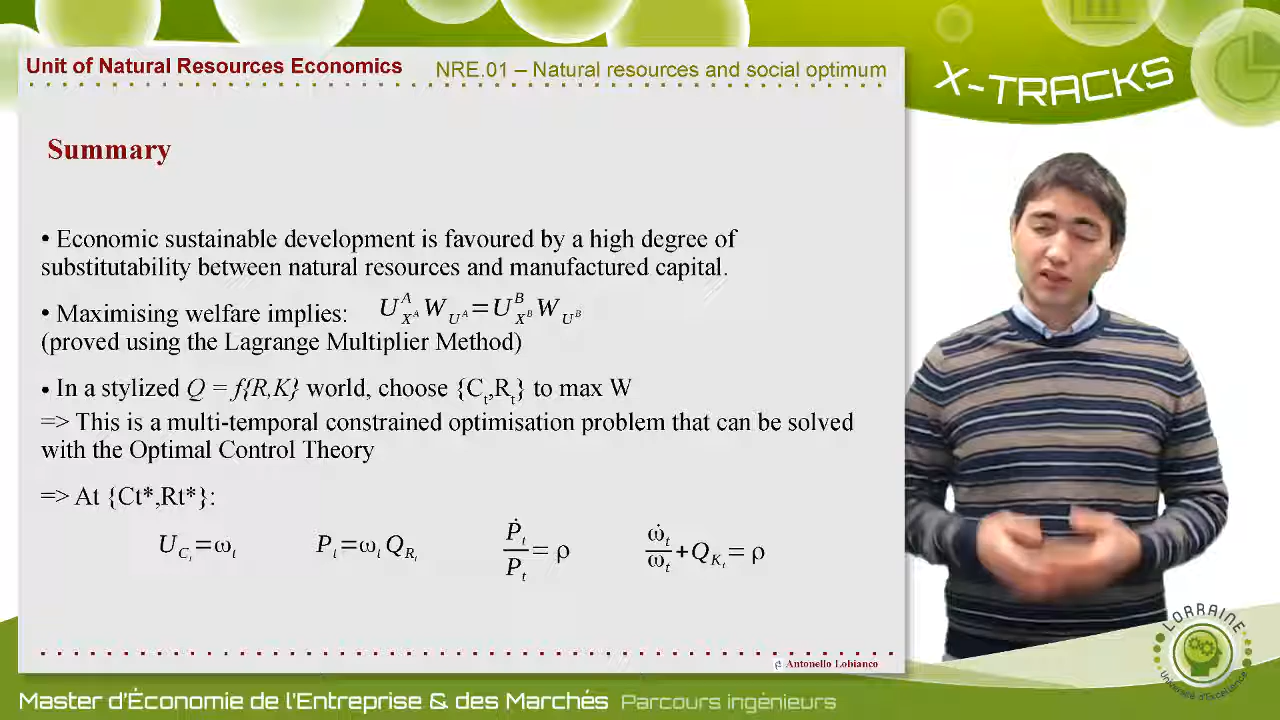 Unit of Natural Resources Economics
NRE.01 – Natural resources and social optimum
X-TRACKS
Summary
• Economic sustainable development is favoured by a high degree of
substitutability between natural resources and manufactured capital.
• Maximising welfare implies: U^A_{X^A} W_{U^A} = U^B_{X^B} W_{U^B}
(proved using the Lagrange Multiplier Method)
• In a stylized Q = f{R,K} world, choose {C_t,R_t} to max W
=> This is a multi-temporal constrained optimisation problem that can be solved
with the Optimal Control Theory
=> At {Ct*,Rt*}:
U_{C_t}=ω_t P_t=ω_t Q_{R_t} Ṗ_t/P_t = ρ ω̇_t/ω_t + Q_{K_t} = ρ
Antonello Lobianco
LORRAINE
Université d'Excellence
Master d'Économie de l'Entreprise & des Marchés Parcours ingénieurs